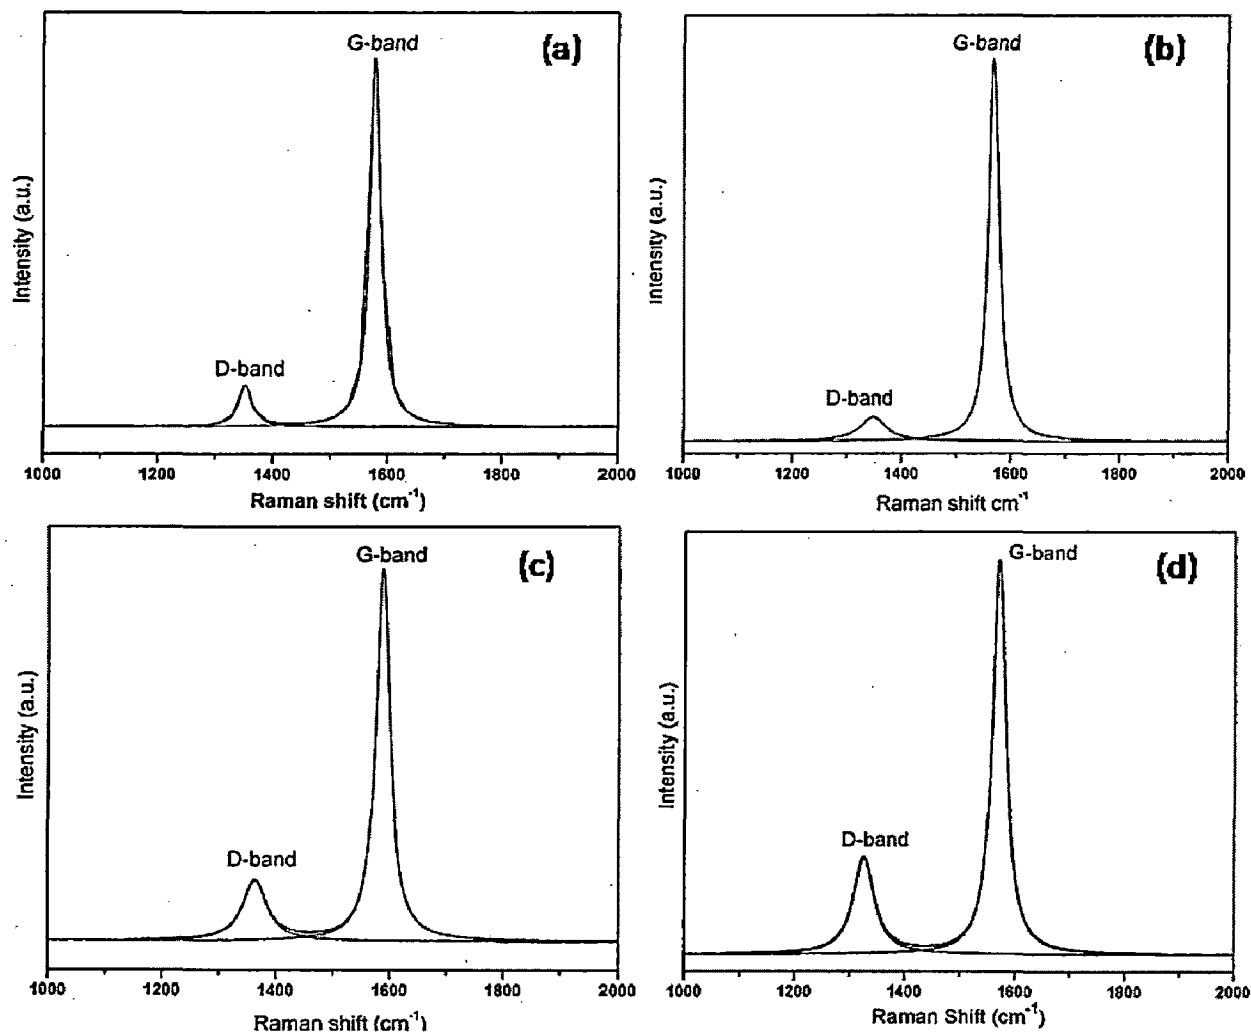 (a)
G-band
D-band
Intensity (a.u.)
1000 1200 1400 1600 1800 2000
Raman shift (cm-1)
(b)
G-band
D-band
Intensity (a.u.)
1000 1200 1400 1600 1800 2000
Raman shift cm-1
(c)
G-band
D-band
Intensity (a.u.)
1000 1200 1400 1600 1800 2000
Raman shift (cm-1)
(d)
G-band
D-band
Intensity (a.u.)
1000 1200 1400 1600 1800 2000
Raman Shift (cm-1)